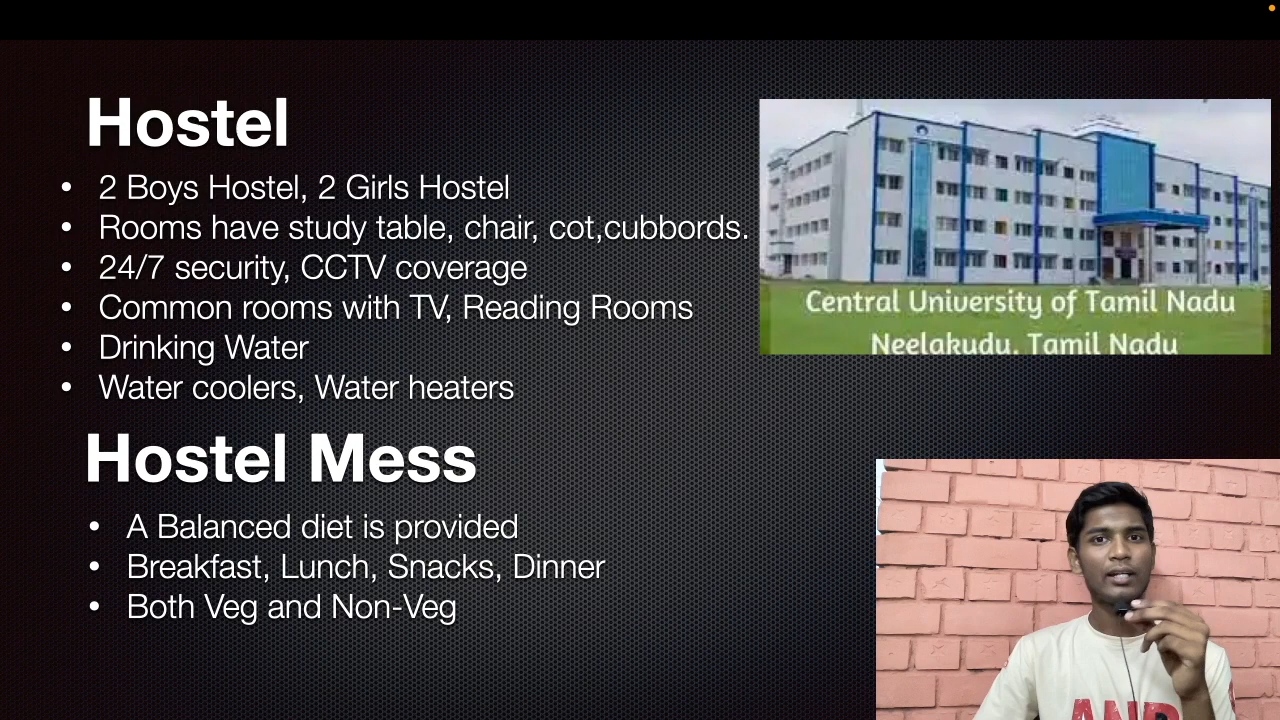 Hostel
• 2 Boys Hostel, 2 Girls Hostel
• Rooms have study table, chair, cot,cubbords.
• 24/7 security, CCTV coverage
• Common rooms with TV, Reading Rooms
• Drinking Water
• Water coolers, Water heaters
Hostel Mess
• A Balanced diet is provided
• Breakfast, Lunch, Snacks, Dinner
• Both Veg and Non-Veg
Central University of Tamil Nadu
Neelakudu, Tamil Nadu